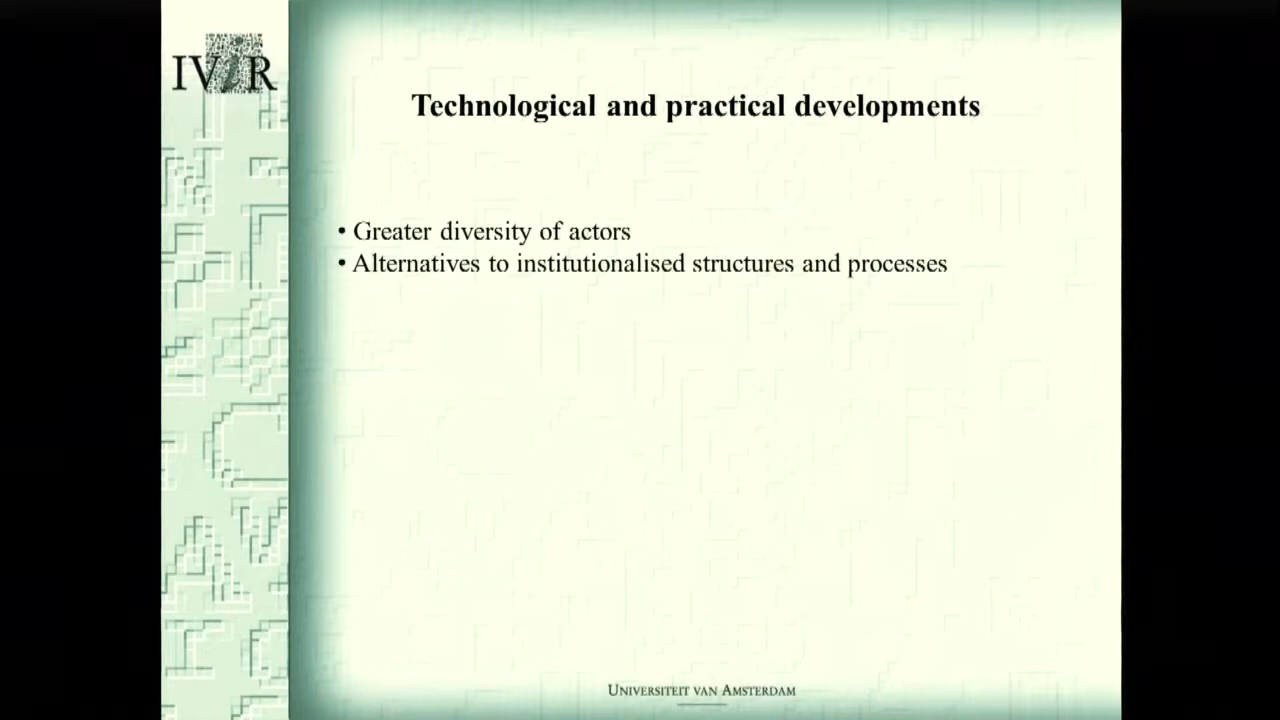 IViR
Technological and practical developments
• Greater diversity of actors
• Alternatives to institutionalised structures and processes
UNIVERSITEIT VAN AMSTERDAM